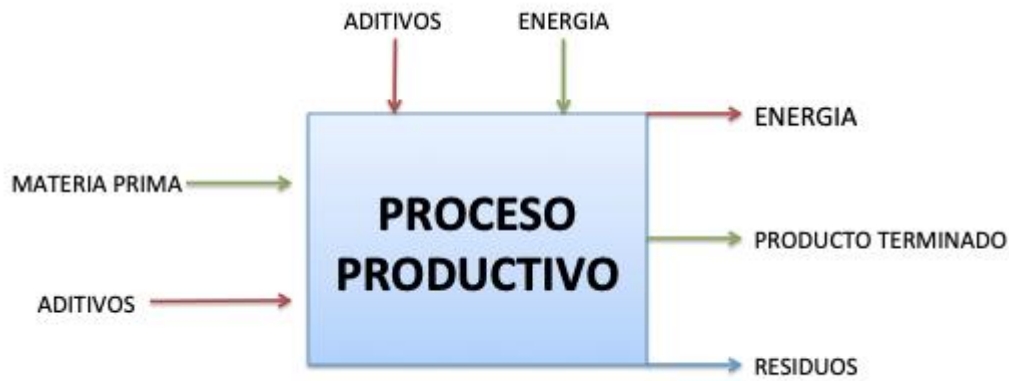 ADITIVOS
ENERGIA
ENERGIA
MATERIA PRIMA
PROCESO
PRODUCTIVO
PRODUCTO TERMINADO
ADITIVOS
RESIDUOS